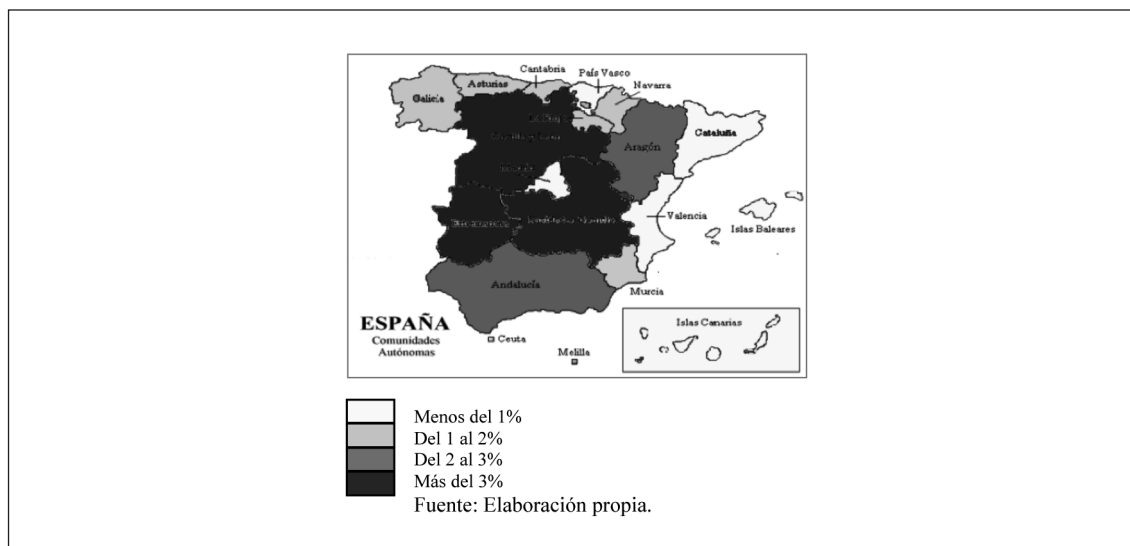 Cantabria
País Vasco
Asturias
Navarra
Galicía
Cataluña
Aragón
Valencia
Islas Baleares
Andalucía
Murcia
ESPAÑA
Comunidades
Autónomas
Islas Canarias
Ceuta
Melilla
Menos del 1%
Del 1 al 2%
Del 2 al 3%
Más del 3%
Fuente: Elaboración propia.